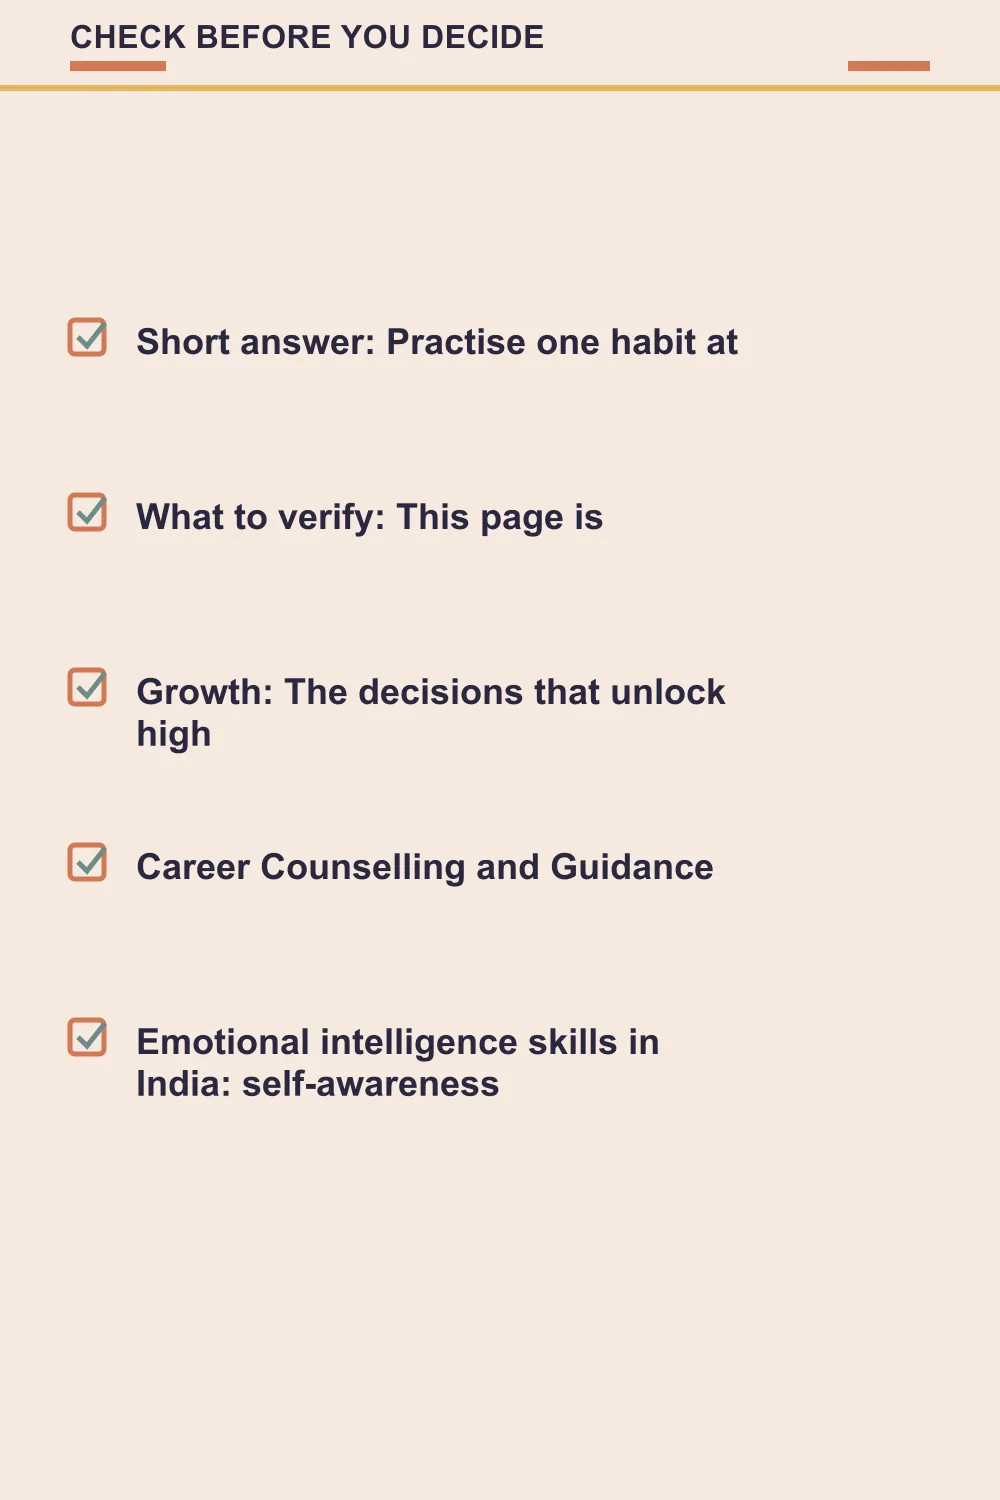 CHECK BEFORE YOU DECIDE
Short answer: Practise one habit at
What to verify: This page is
Growth: The decisions that unlock
high
Career Counselling and Guidance
Emotional intelligence skills in
India: self-awareness